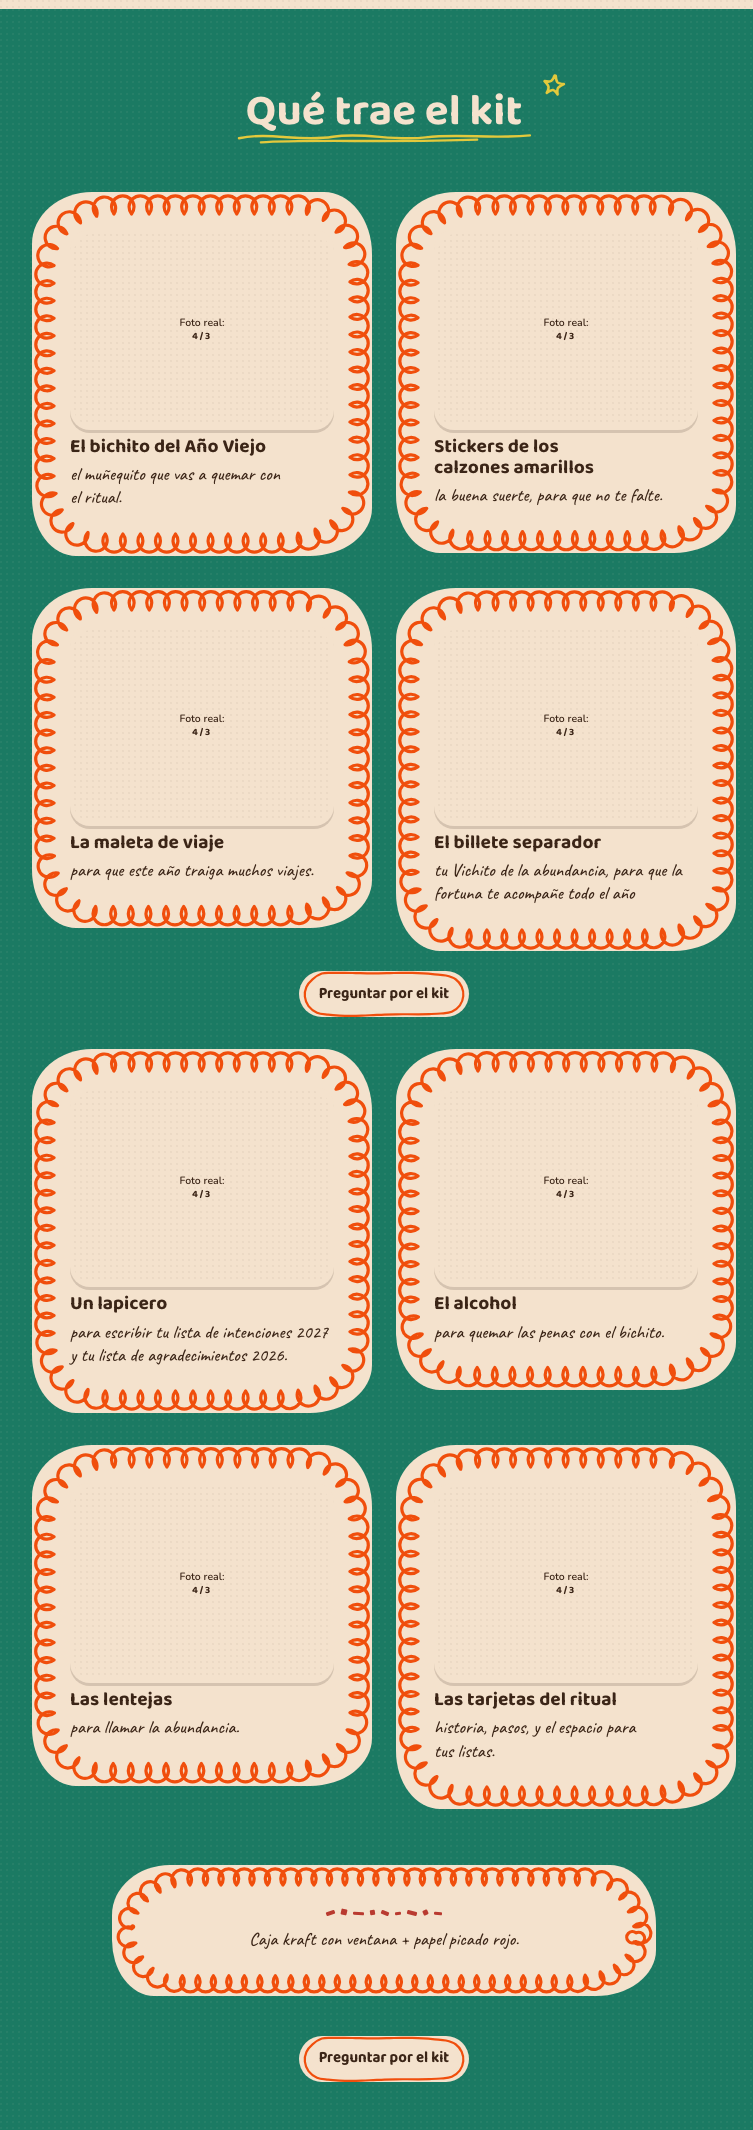 Qué trae el kit
Foto real:
4/3
El bichito del Año Viejo
el muñequito que vas a quemar con
el ritual.
Foto real:
4/3
Stickers de los
calzones amarillos
la buena suerte, para que no te falte.
Foto real:
4/3
La maleta de viaje
para que este año traiga muchos viajes.
Foto real:
4/3
El billete separador
tu Vichito de la abundancia, para que la
fortuna te acompañe todo el año
Preguntar por el kit
Foto real:
4/3
Un lapicero
para escribir tu lista de intenciones 2027
y tu lista de agradecimientos 2026.
Foto real:
4/3
El alcohol
para quemar las penas con el bichito.
Foto real:
4/3
Las lentejas
para llamar la abundancia.
Foto real:
4/3
Las tarjetas del ritual
historia, pasos, y el espacio para
tus listas.
Caja kraft con ventana + papel picado rojo.
Preguntar por el kit